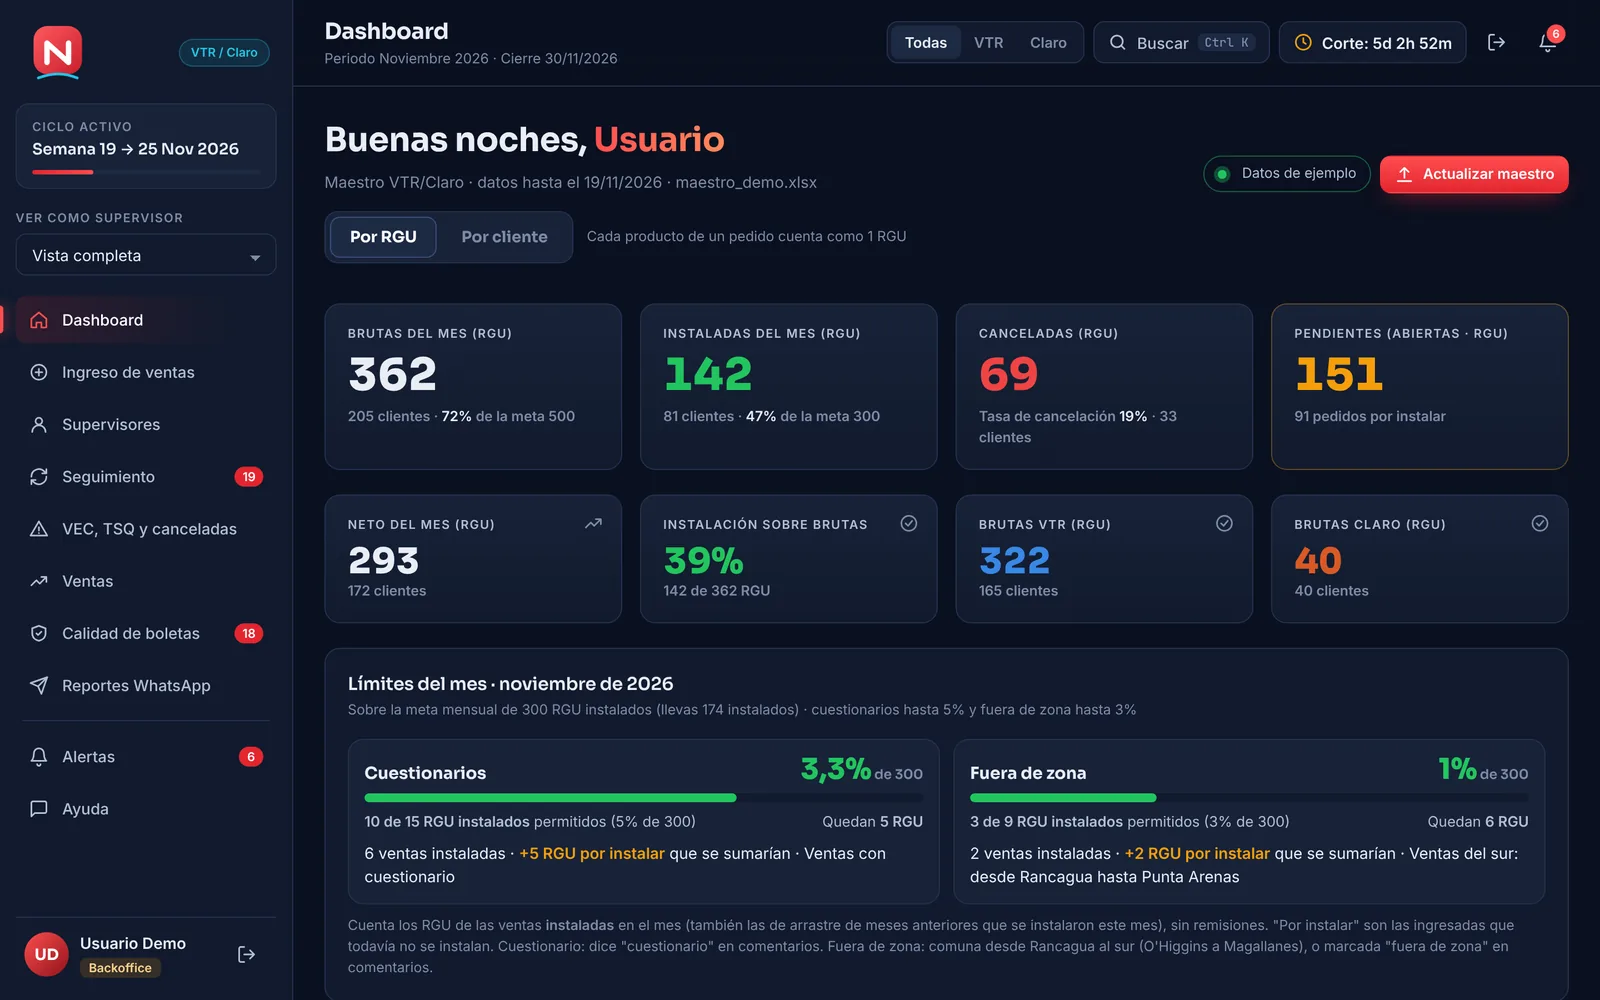 N
VTR / Claro
CICLO ACTIVO
Semana 19 → 25 Nov 2026
VER COMO SUPERVISOR
Vista completa
Dashboard
Ingreso de ventas
Supervisores
Seguimiento 19
VEC, TSQ y canceladas
Ventas
Calidad de boletas 18
Reportes WhatsApp
Alertas 6
Ayuda
UD
Usuario Demo
Backoffice
Dashboard
Periodo Noviembre 2026 · Cierre 30/11/2026
Todas VTR Claro
Buscar Ctrl K
Corte: 5d 2h 52m
6
Buenas noches, Usuario
Maestro VTR/Claro · datos hasta el 19/11/2026 · maestro_demo.xlsx
Datos de ejemplo
Actualizar maestro
Por RGU Por cliente
Cada producto de un pedido cuenta como 1 RGU
BRUTAS DEL MES (RGU)
362
205 clientes · 72% de la meta 500
INSTALADAS DEL MES (RGU)
142
81 clientes · 47% de la meta 300
CANCELADAS (RGU)
69
Tasa de cancelación 19% · 33
clientes
PENDIENTES (ABIERTAS · RGU)
151
91 pedidos por instalar
NETO DEL MES (RGU)
293
172 clientes
INSTALACIÓN SOBRE BRUTAS
39%
142 de 362 RGU
BRUTAS VTR (RGU)
322
165 clientes
BRUTAS CLARO (RGU)
40
40 clientes
Límites del mes · noviembre de 2026
Sobre la meta mensual de 300 RGU instalados (llevas 174 instalados) · cuestionarios hasta 5% y fuera de zona hasta 3%
Cuestionarios 3,3% de 300
10 de 15 RGU instalados permitidos (5% de 300) Quedan 5 RGU
6 ventas instaladas · +5 RGU por instalar que se sumarían · Ventas con
cuestionario
Fuera de zona 1% de 300
3 de 9 RGU instalados permitidos (3% de 300) Quedan 6 RGU
2 ventas instaladas · +2 RGU por instalar que se sumarían · Ventas del sur:
desde Rancagua hasta Punta Arenas
Cuenta los RGU de las ventas instaladas en el mes (también las de arrastre de meses anteriores que se instalaron este mes), sin remisiones. "Por instalar" son las ingresadas que
todavía no se instalan. Cuestionario: dice "cuestionario" en comentarios. Fuera de zona: comuna desde Rancagua al sur (O'Higgins a Magallanes), o marcada "fuera de zona" en
comentarios.